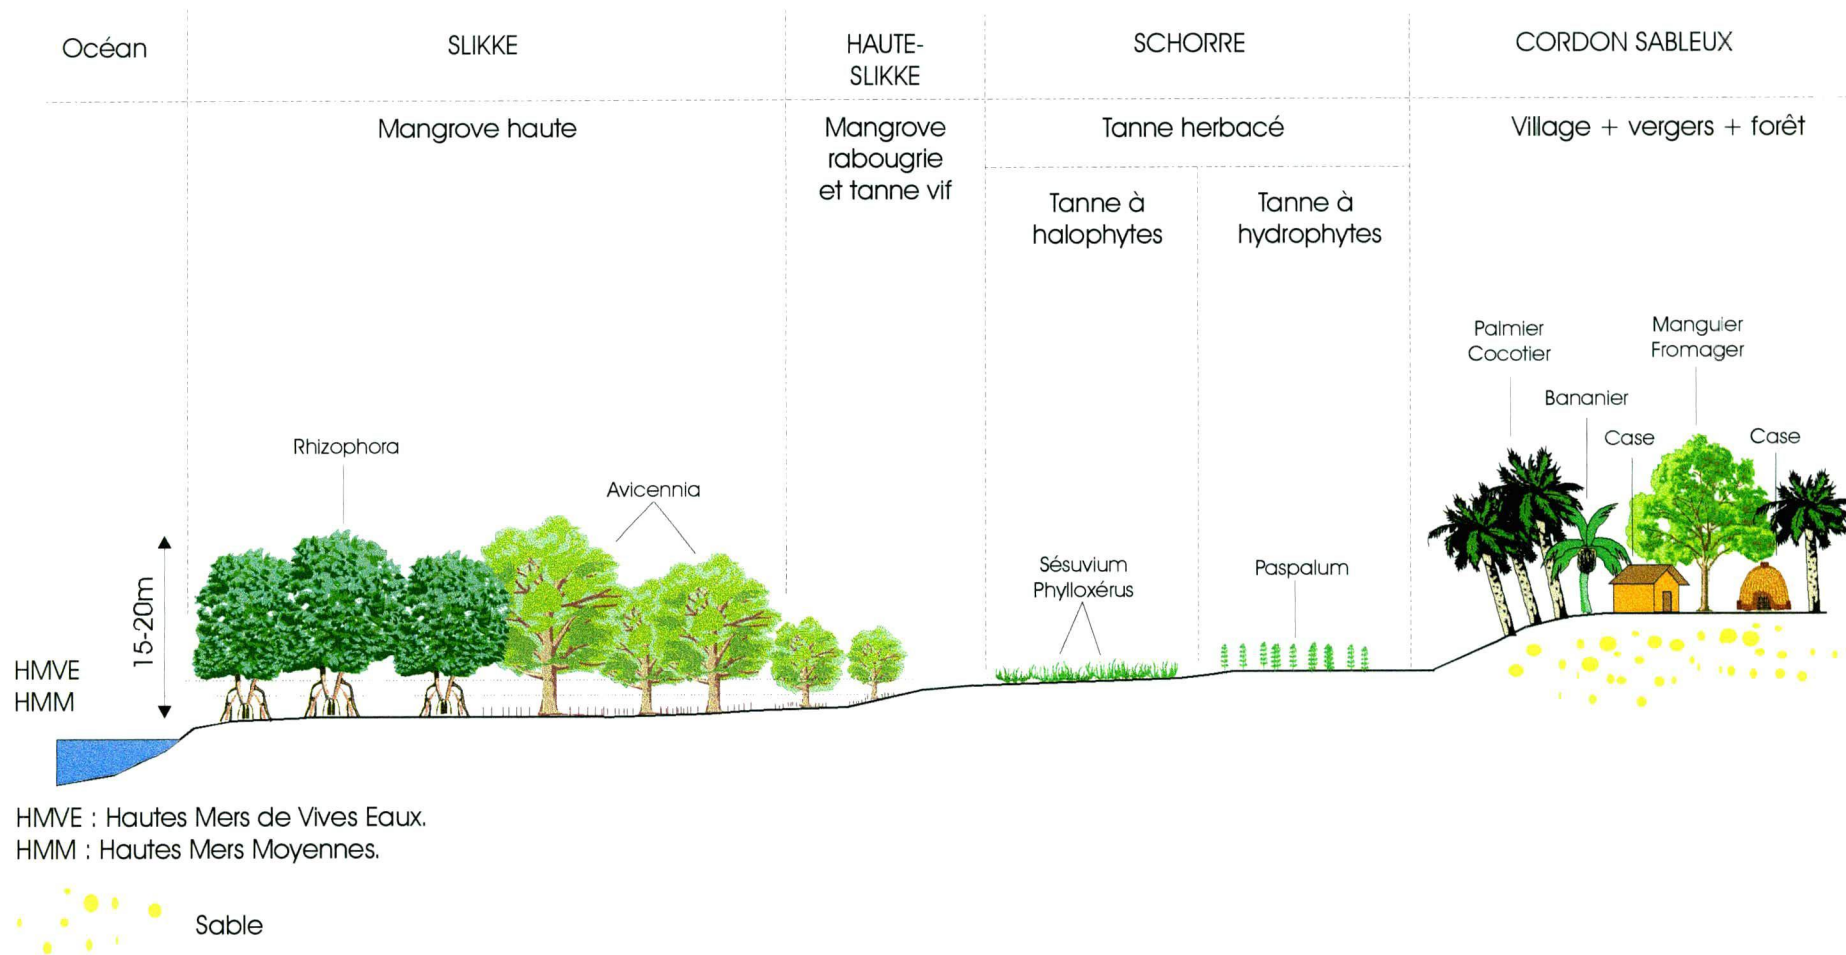 Océan
SLIKKE
HAUTE-
SLIKKE
SCHORRE
CORDON SABLEUX
Mangrove haute
Mangrove
rabougrie
et tanne vif
Tanne herbacé
Village + vergers + forêt
Tanne à
halophytes
Tanne à
hydrophytes
Palmier
Cocotier
Manguier
Fromager
Bananier
Case
Case
Rhizophora
Avicennia
Sésuvium
Phylloxérus
Paspalum
15-20m
HMVE
HMM
HMVE : Hautes Mers de Vives Eaux.
HMM : Hautes Mers Moyennes.
Sable